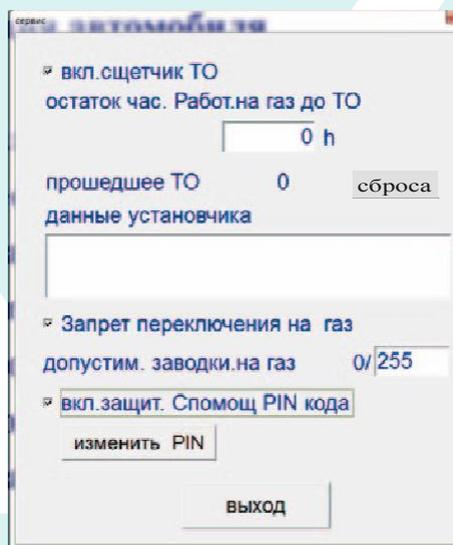 сервис
вкл.сщетчик ТО
остаток час. Работ.на газ до ТО
0 h
прошедшее ТО 0 сброса
данные установчика
Запрет переключения на газ
допустим. заводки.на газ 0/ 255
вкл.защит. Спомощ PIN кода
изменить PIN
выход